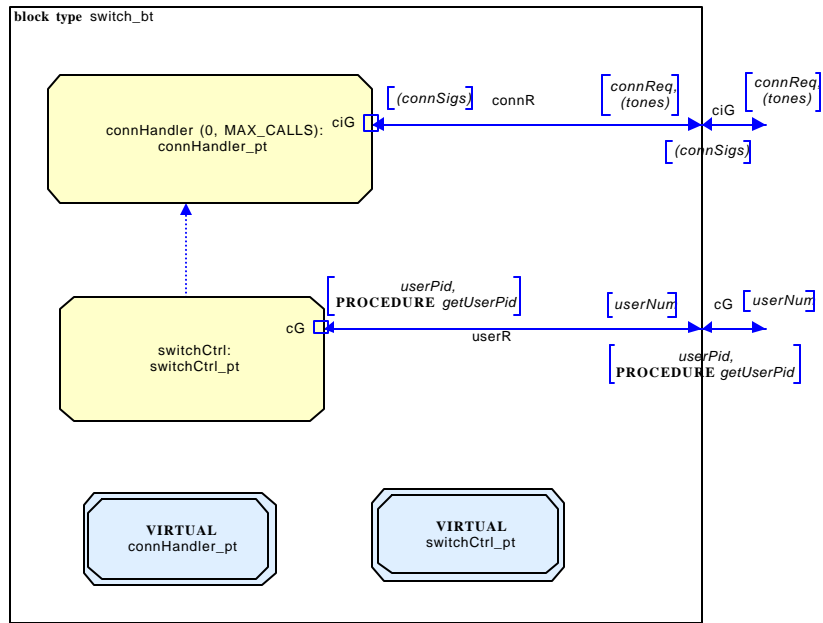 block type switch_bt
(connSigs)
connR
connReq,
(tones)
ciG
connReq,
(tones)
ciG
connHandler (0, MAX_CALLS):
connHandler_pt
(connSigs)
userPid,
PROCEDURE getUserPid
userNum
cG
userNum
cG
userR
switchCtrl:
switchCtrl_pt
userPid,
PROCEDURE getUserPid
VIRTUAL
connHandler_pt
VIRTUAL
switchCtrl_pt